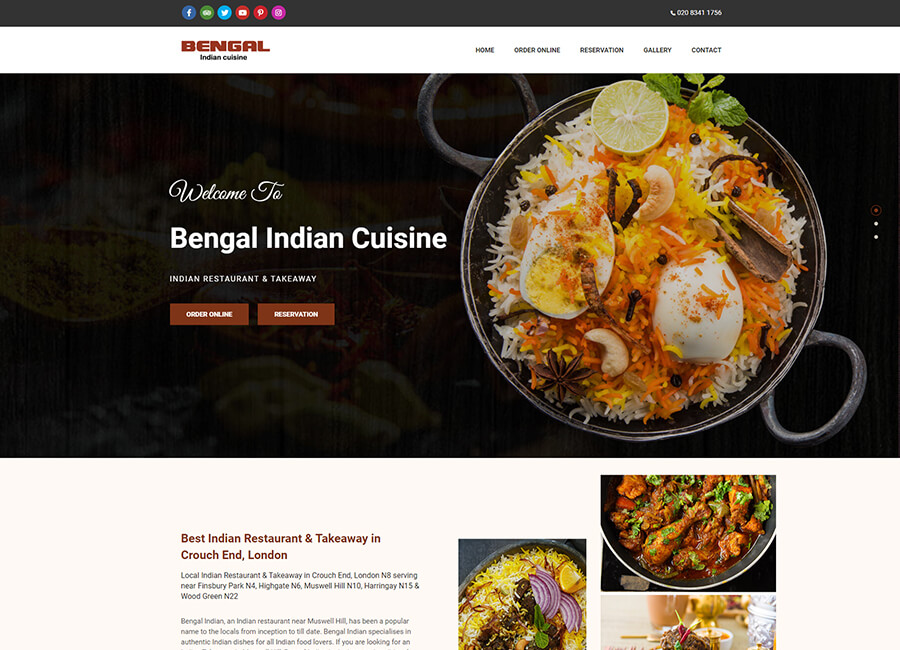 020 8341 1756
BENGAL
Indian cuisine
HOME ORDER ONLINE RESERVATION GALLERY CONTACT
Welcome To
Bengal Indian Cuisine
INDIAN RESTAURANT & TAKEAWAY
ORDER ONLINE RESERVATION
Best Indian Restaurant & Takeaway in
Crouch End, London
Local Indian Restaurant & Takeaway in Crouch End, London N8 serving
near Finsbury Park N4, Highgate N6, Muswell Hill N10, Harringay N15 &
Wood Green N22
Bengal Indian, an Indian restaurant near Muswell Hill, has been a popular
name to the locals from inception to till date. Bengal Indian specialises in
authentic Indian dishes for all Indian food lovers. If you are looking for an